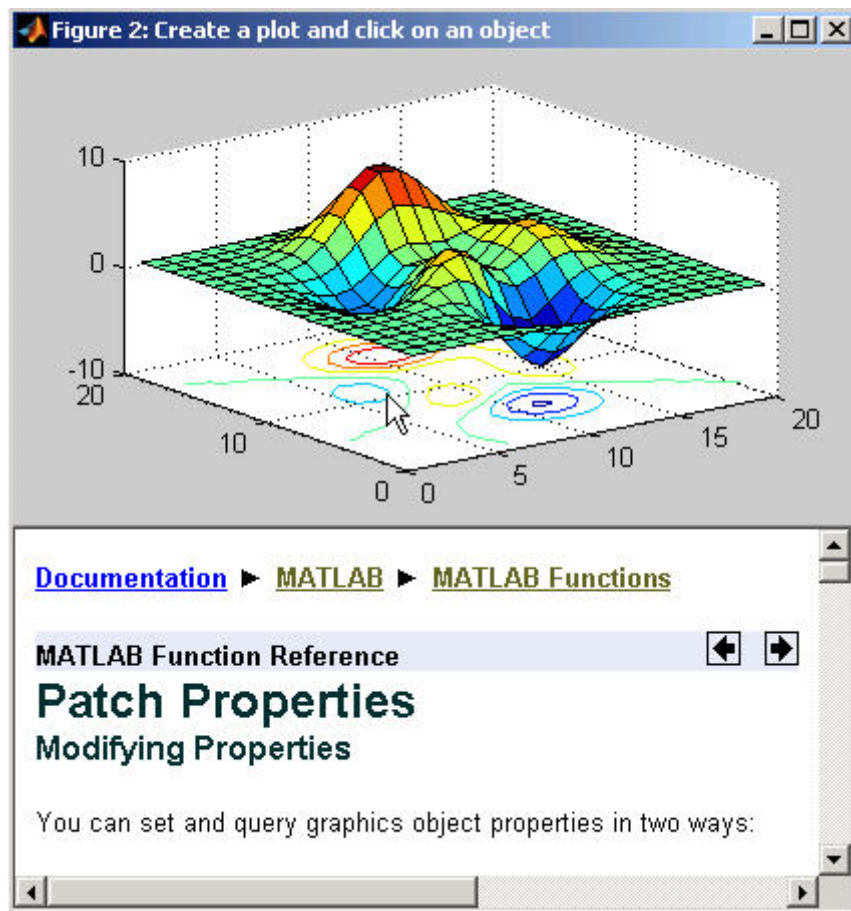 Figure 2: Create a plot and click on an object
10
0
-10
20
10
0
0
5
10
15
20
Documentation ► MATLAB ► MATLAB Functions
MATLAB Function Reference
Patch Properties
Modifying Properties
You can set and query graphics object properties in two ways: